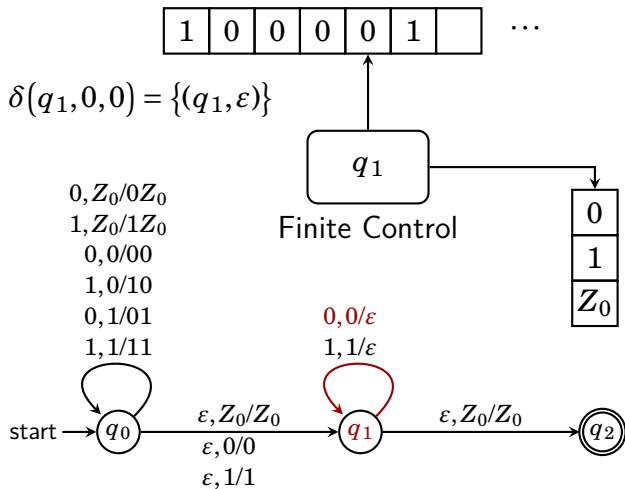 1 0 0 0 0 1 ⋯
δ(q₁,0,0) = {(q₁,ε)}
q₁
Finite Control
0
1
Z₀
0,Z₀/0Z₀
1,Z₀/1Z₀
0,0/00
1,0/10
0,1/01
1,1/11
0,0/ε
1,1/ε
start
q₀
ε,Z₀/Z₀
ε,0/0
ε,1/1
q₁
ε,Z₀/Z₀
q₂